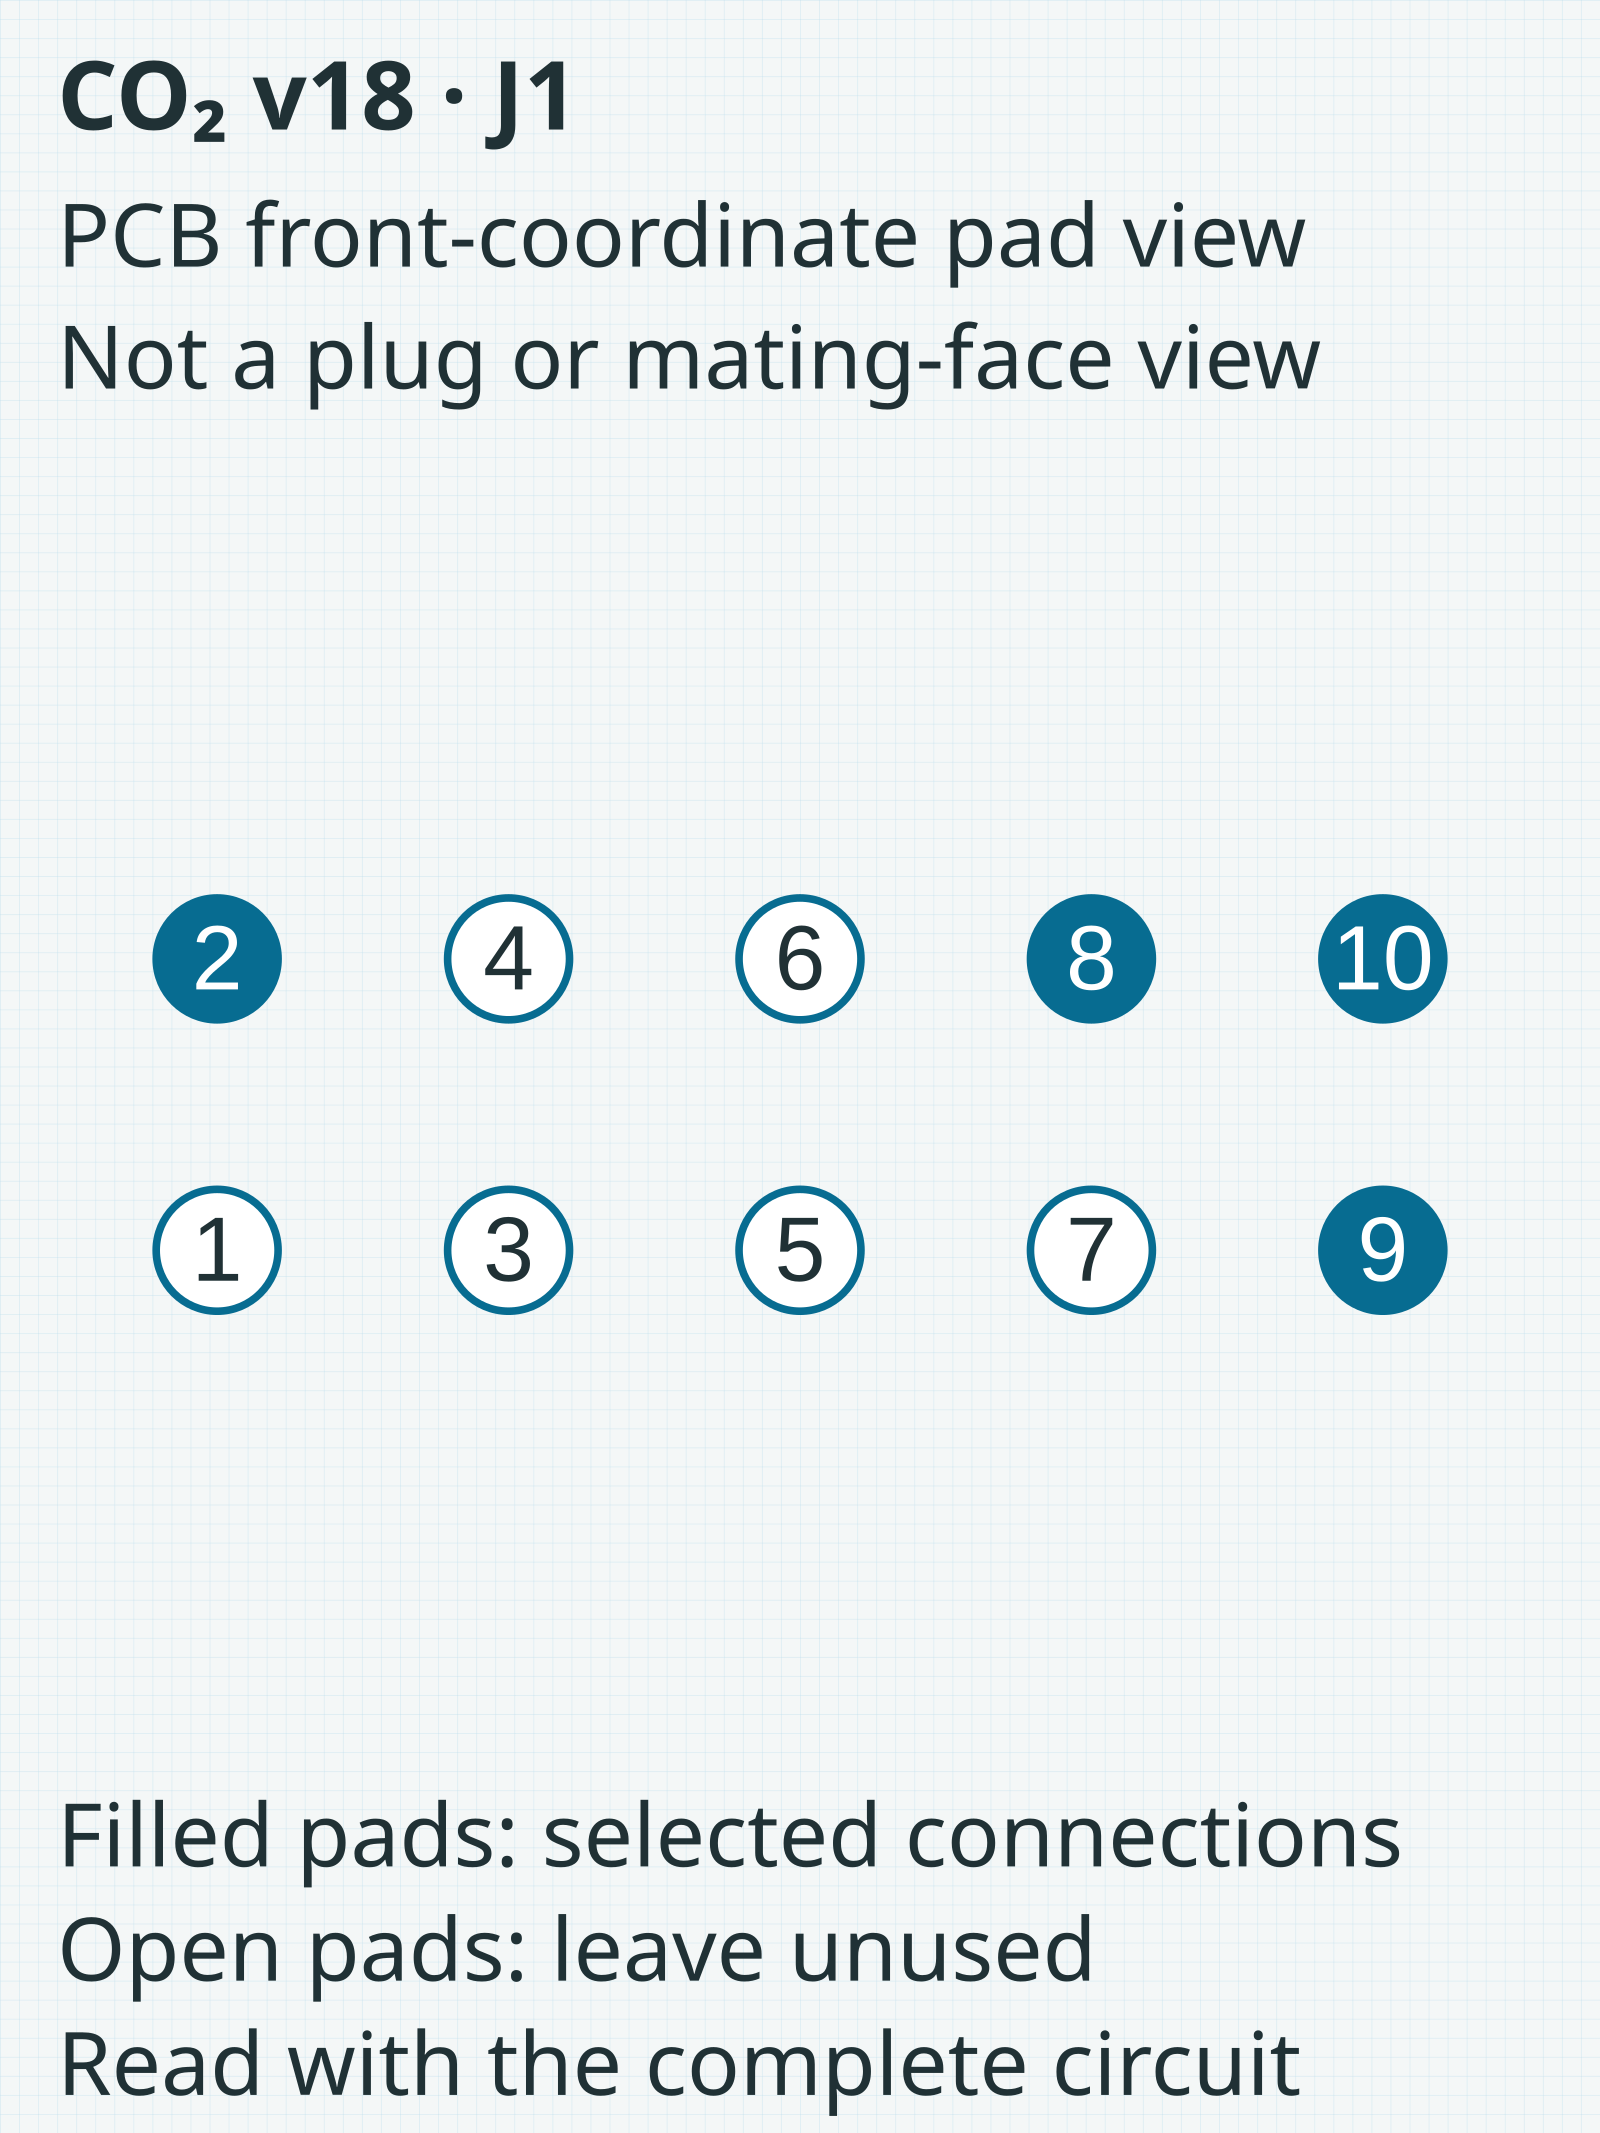 CO₂ v18 · J1
PCB front-coordinate pad view
Not a plug or mating-face view
2 4 6 8 10
1 3 5 7 9
Filled pads: selected connections
Open pads: leave unused
Read with the complete circuit